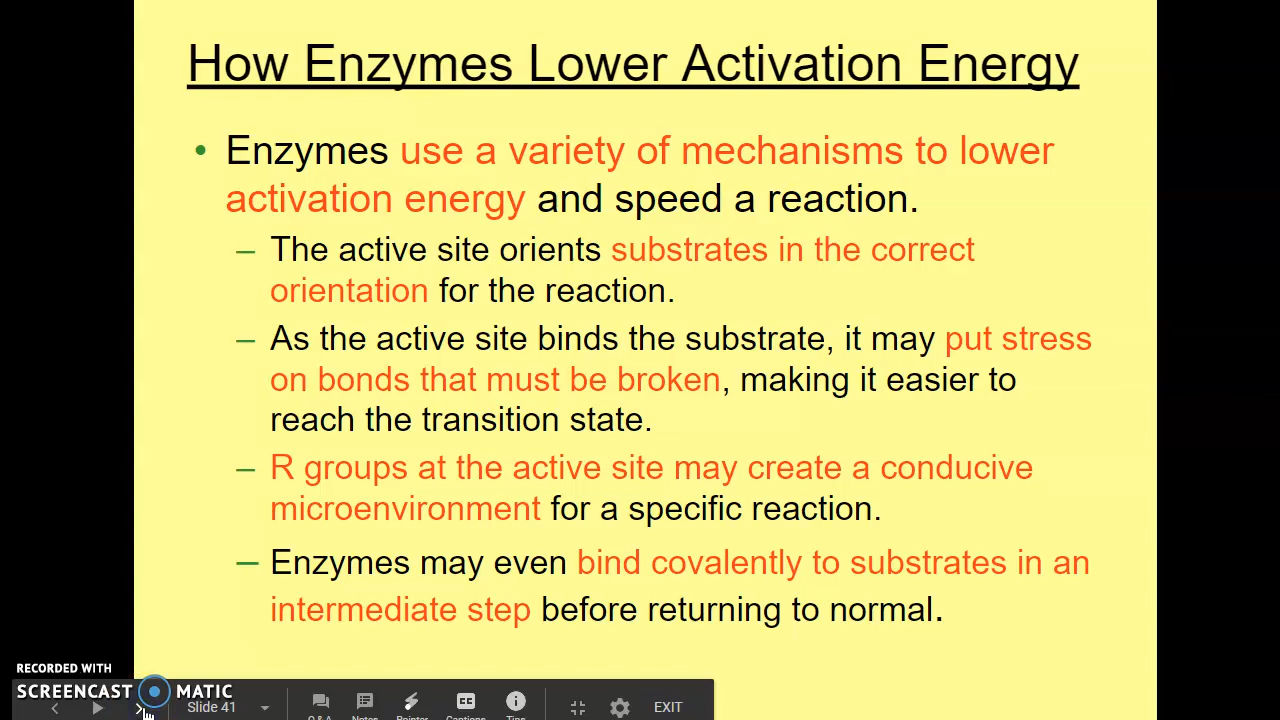 How Enzymes Lower Activation Energy
• Enzymes use a variety of mechanisms to lower
activation energy and speed a reaction.
– The active site orients substrates in the correct
orientation for the reaction.
– As the active site binds the substrate, it may put stress
on bonds that must be broken, making it easier to
reach the transition state.
– R groups at the active site may create a conducive
microenvironment for a specific reaction.
– Enzymes may even bind covalently to substrates in an
intermediate step before returning to normal.
RECORDED WITH
SCREENCAST MATIC
Slide 41
EXIT
Q&A Notes Pointer Captions Tips